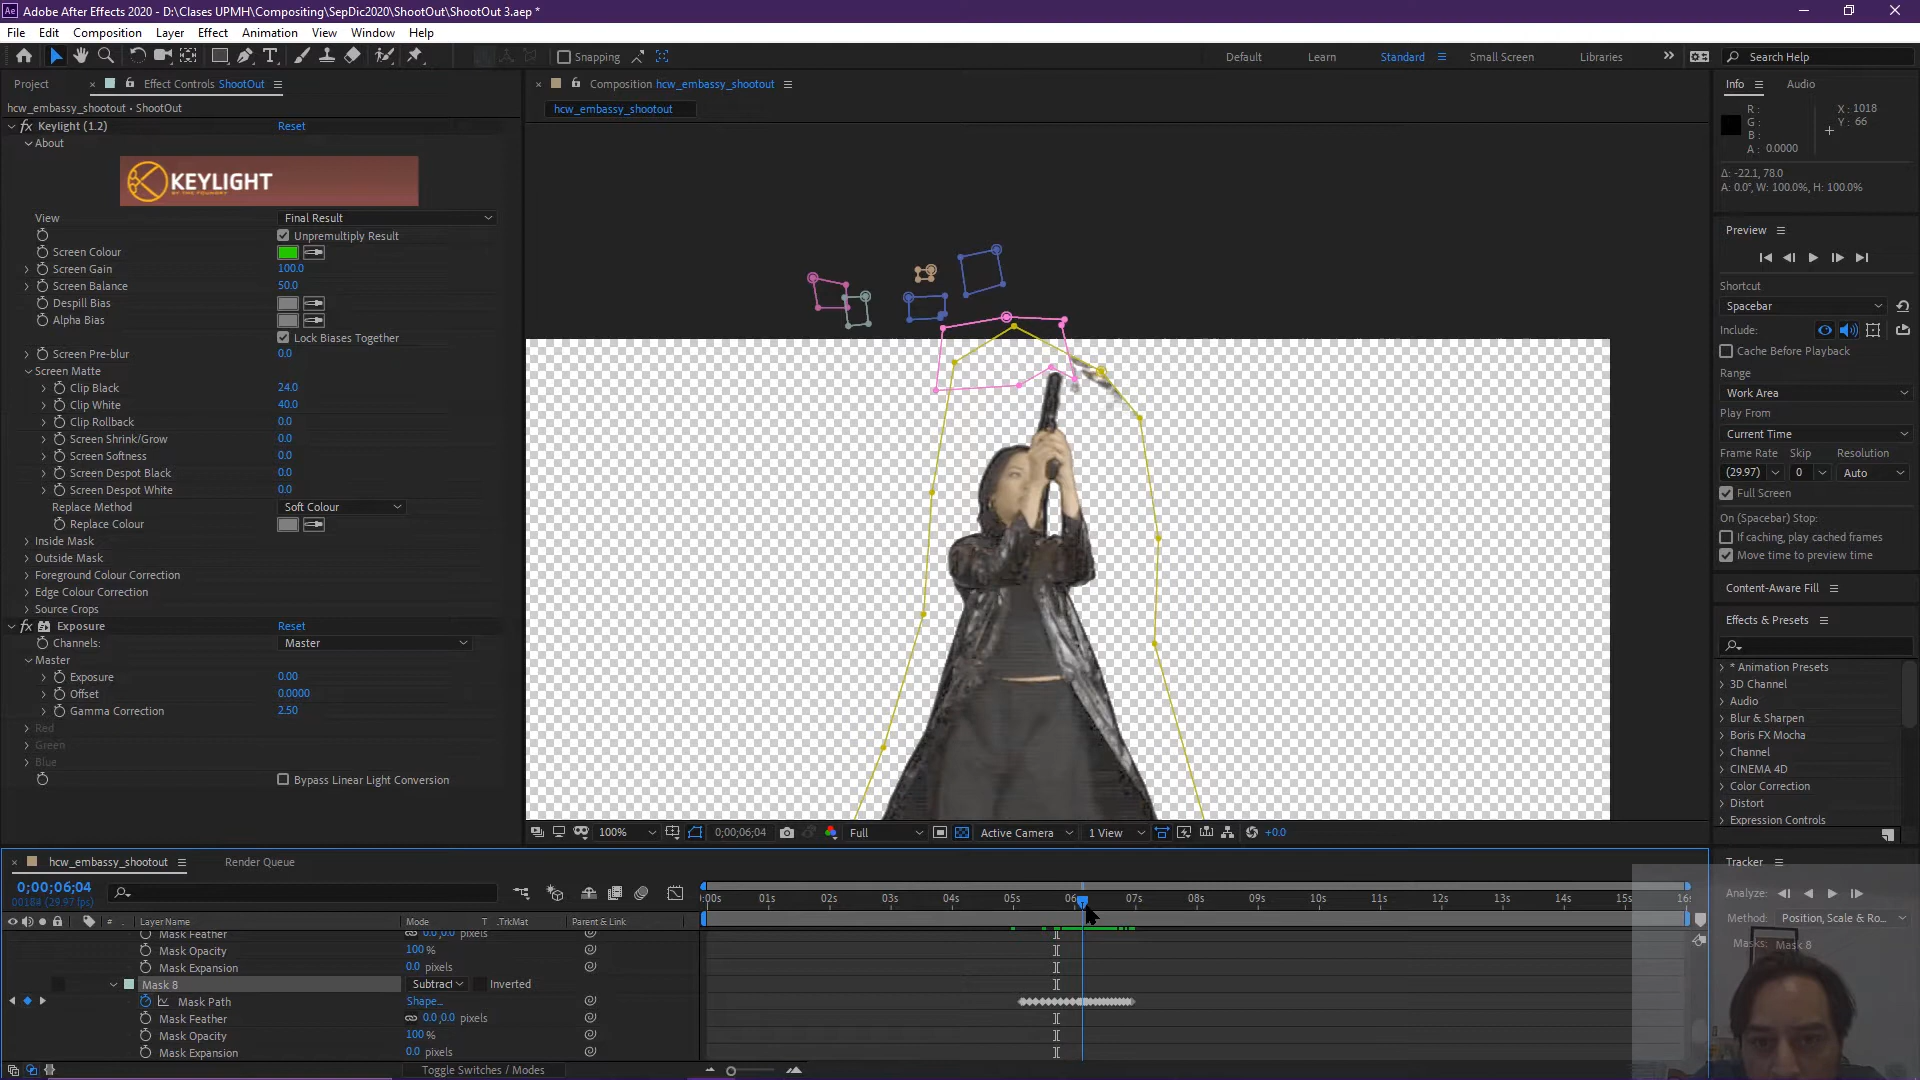 Adobe After Effects 2020 - D:\Clases UPMH\Compositing\SepDic2020\ShootOut\ShootOut 3.aep *
File Edit Composition Layer Effect Animation View Window Help
Snapping
Default Learn Standard Small Screen Libraries Search Help
Project Effect Controls ShootOut
hcw_embassy_shootout • ShootOut
Keylight (1.2) Reset
About
KEYLIGHT
View Final Result
Unpremultiply Result
Screen Colour
Screen Gain 100.0
Screen Balance 50.0
Despill Bias
Alpha Bias
Lock Biases Together
Screen Pre-blur 0.0
Screen Matte
Clip Black 24.0
Clip White 40.0
Clip Rollback 0.0
Screen Shrink/Grow 0.0
Screen Softness 0.0
Screen Despot Black 0.0
Screen Despot White 0.0
Replace Method Soft Colour
Replace Colour
Inside Mask
Outside Mask
Foreground Colour Correction
Edge Colour Correction
Source Crops
Exposure Reset
Channels: Master
Master
Exposure 0.00
Offset 0.0000
Gamma Correction 2.50
Red
Green
Blue
Bypass Linear Light Conversion
Composition hcw_embassy_shootout
hcw_embassy_shootout
100% 0;00;06;04 Full Active Camera 1 View +0.0
Info Audio
R :
G :
B :
A : 0.0000
X : 1018
Y : 66
Δ: -22.1, 78.0
A: 0.0°, W: 100.0%, H: 100.0%
Preview
Shortcut
Spacebar
Include:
Cache Before Playback
Range
Work Area
Play From
Current Time
Frame Rate Skip Resolution
(29.97) 0 Auto
Full Screen
On (Spacebar) Stop:
If caching, play cached frames
Move time to preview time
Content-Aware Fill
Effects & Presets
* Animation Presets
3D Channel
Audio
Blur & Sharpen
Boris FX Mocha
Channel
CINEMA 4D
Color Correction
Distort
Expression Controls
Tracker
Analyze:
Method: Position, Scale & Ro...
Masks: Mask 8
hcw_embassy_shootout Render Queue
0;00;06;04
00184 (29.97 fps)
:00s 01s 02s 03s 04s 05s 06s 07s 08s 09s 10s 11s 12s 13s 14s 15s 16s
# Layer Name Mode T .TrkMat Parent & Link
Mask Feather 0.0,0.0 pixels
Mask Opacity 100 %
Mask Expansion 0.0 pixels
Mask 8 Subtract Inverted
Mask Path Shape...
Mask Feather 0.0,0.0 pixels
Mask Opacity 100 %
Mask Expansion 0.0 pixels
Toggle Switches / Modes